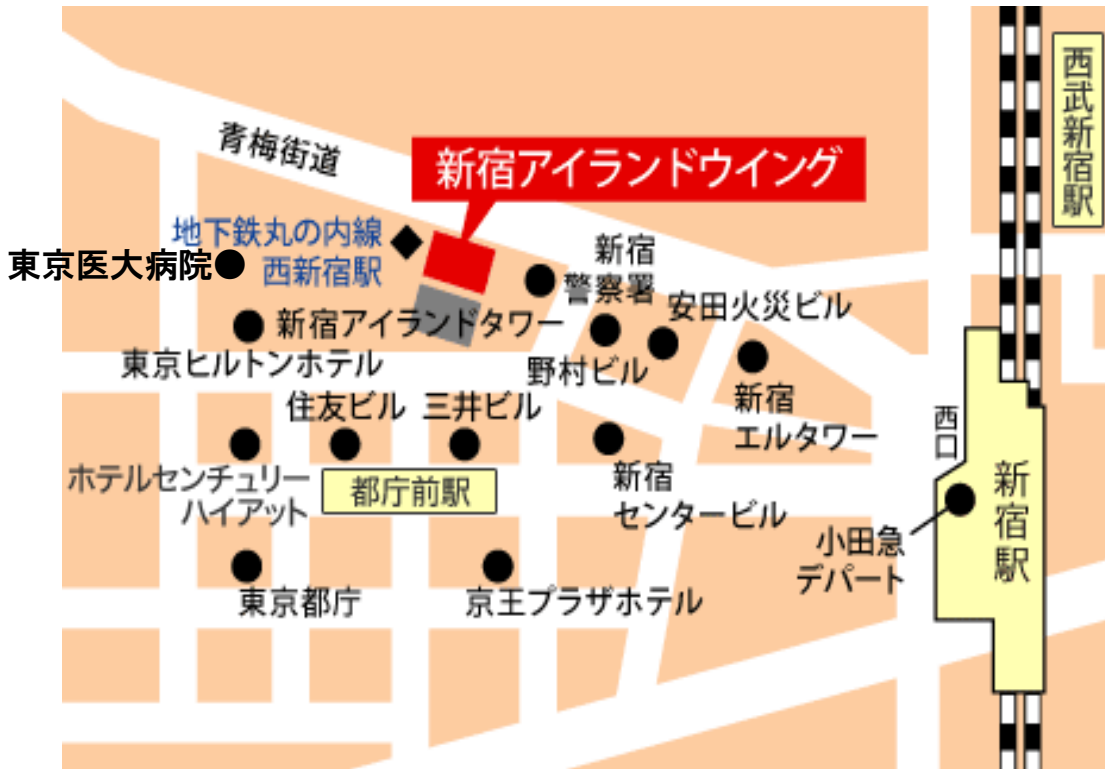 西武新宿駅
青梅街道
新宿アイランドウイング
地下鉄丸の内線
西新宿駅
東京医大病院
新宿
警察署
安田火災ビル
新宿アイランドタワー
東京ヒルトンホテル
野村ビル
新宿
エルタワー
住友ビル
三井ビル
西口
ホテルセンチュリー
ハイアット
都庁前駅
新宿
センタービル
新宿駅
小田急
デパート
東京都庁
京王プラザホテル